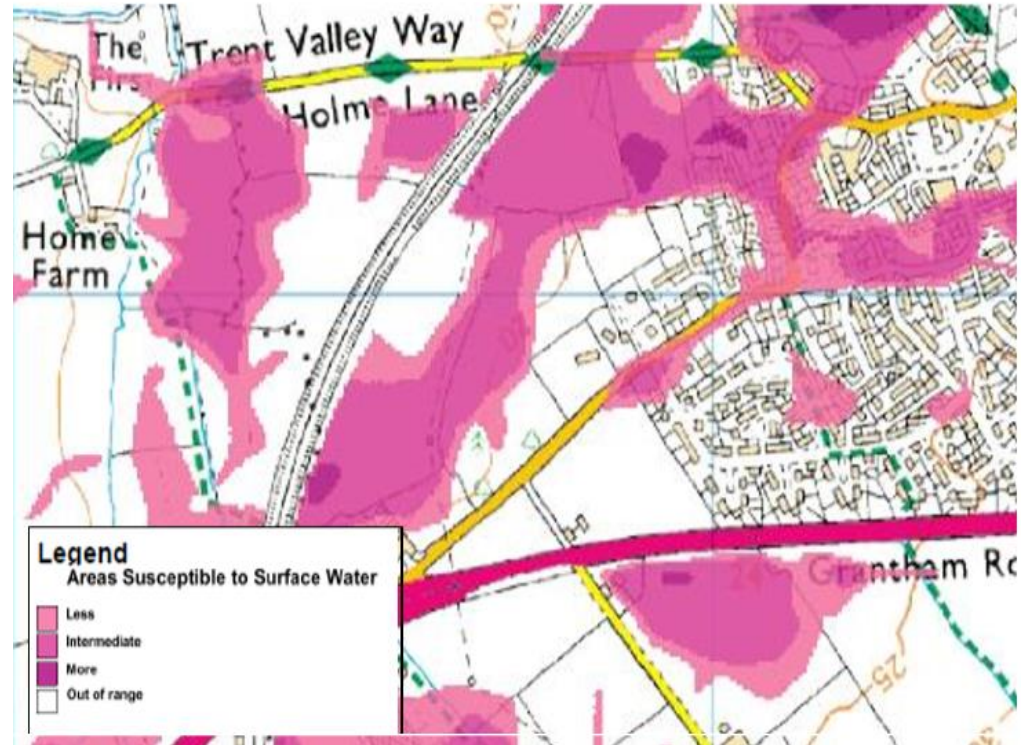 The
Firs
Trent Valley Way
Holme Lane
Home
Farm
Legend
Areas Susceptible to Surface Water
Less
Intermediate
More
Out of range
Grantham Ro
25